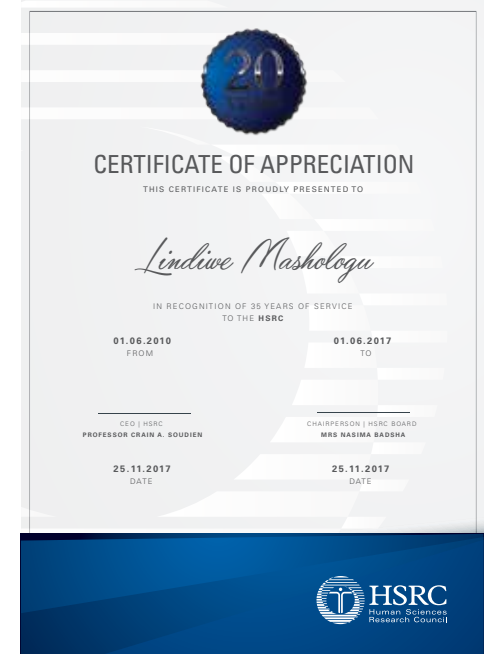 20
YEARS
CERTIFICATE OF APPRECIATION
THIS CERTIFICATE IS PROUDLY PRESENTED TO
Lindiwe Mashologu
IN RECOGNITION OF 35 YEARS OF SERVICE
TO THE HSRC
01.06.2010
FROM
01.06.2017
TO
CEO | HSRC
PROFESSOR CRAIN A. SOUDIEN
CHAIRPERSON | HSRC BOARD
MRS NASIMA BADSHA
25.11.2017
DATE
25.11.2017
DATE
HSRC
Human Sciences
Research Council